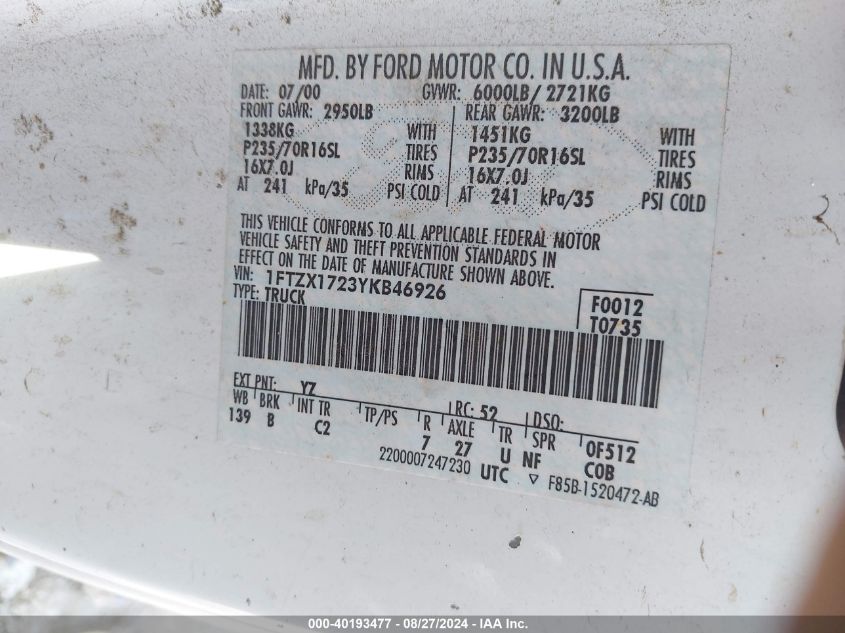 MFD. BY FORD MOTOR CO. IN U.S.A.
DATE: 07/00 GVWR: 6000LB/ 2721KG
FRONT GAWR: 2950LB REAR GAWR: 3200LB
1338KG WITH 1451KG WITH
P235/70R16SL TIRES P235/70R16SL TIRES
16X7.0J RIMS 16X7.0J RIMS
AT 241 kPa/35 PSI COLD AT 241 kPa/35 PSI COLD
THIS VEHICLE CONFORMS TO ALL APPLICABLE FEDERAL MOTOR
VEHICLE SAFETY AND THEFT PREVENTION STANDARDS IN
EFFECT ON THE DATE OF MANUFACTURE SHOWN ABOVE.
VIN: 1FTZX1723YKB46926
TYPE: TRUCK
F0012
T0735
EXT PNT: YZ RC: 52 DSO:
WB BRK INT TR TP/PS R AXLE TR SPR 0F512
139 B C2 7 27 U NF COB
2200007247230 UTC ▽ F85B-1520472-AB
000-40193477 - 08/27/2024 - IAA Inc.